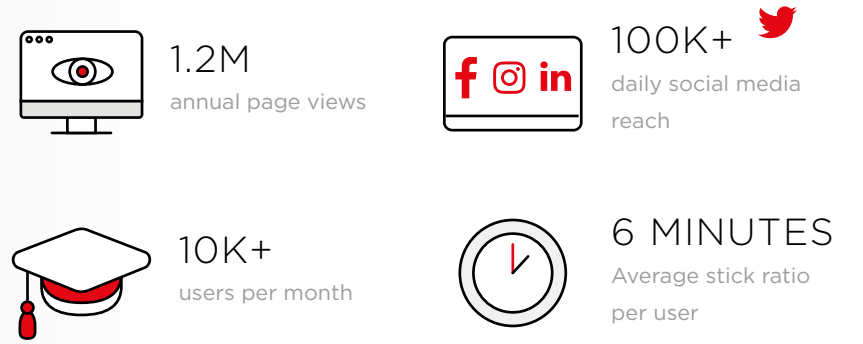 1.2M
annual page views
100K+
daily social media
reach
10K+
users per month
6 MINUTES
Average stick ratio
per user